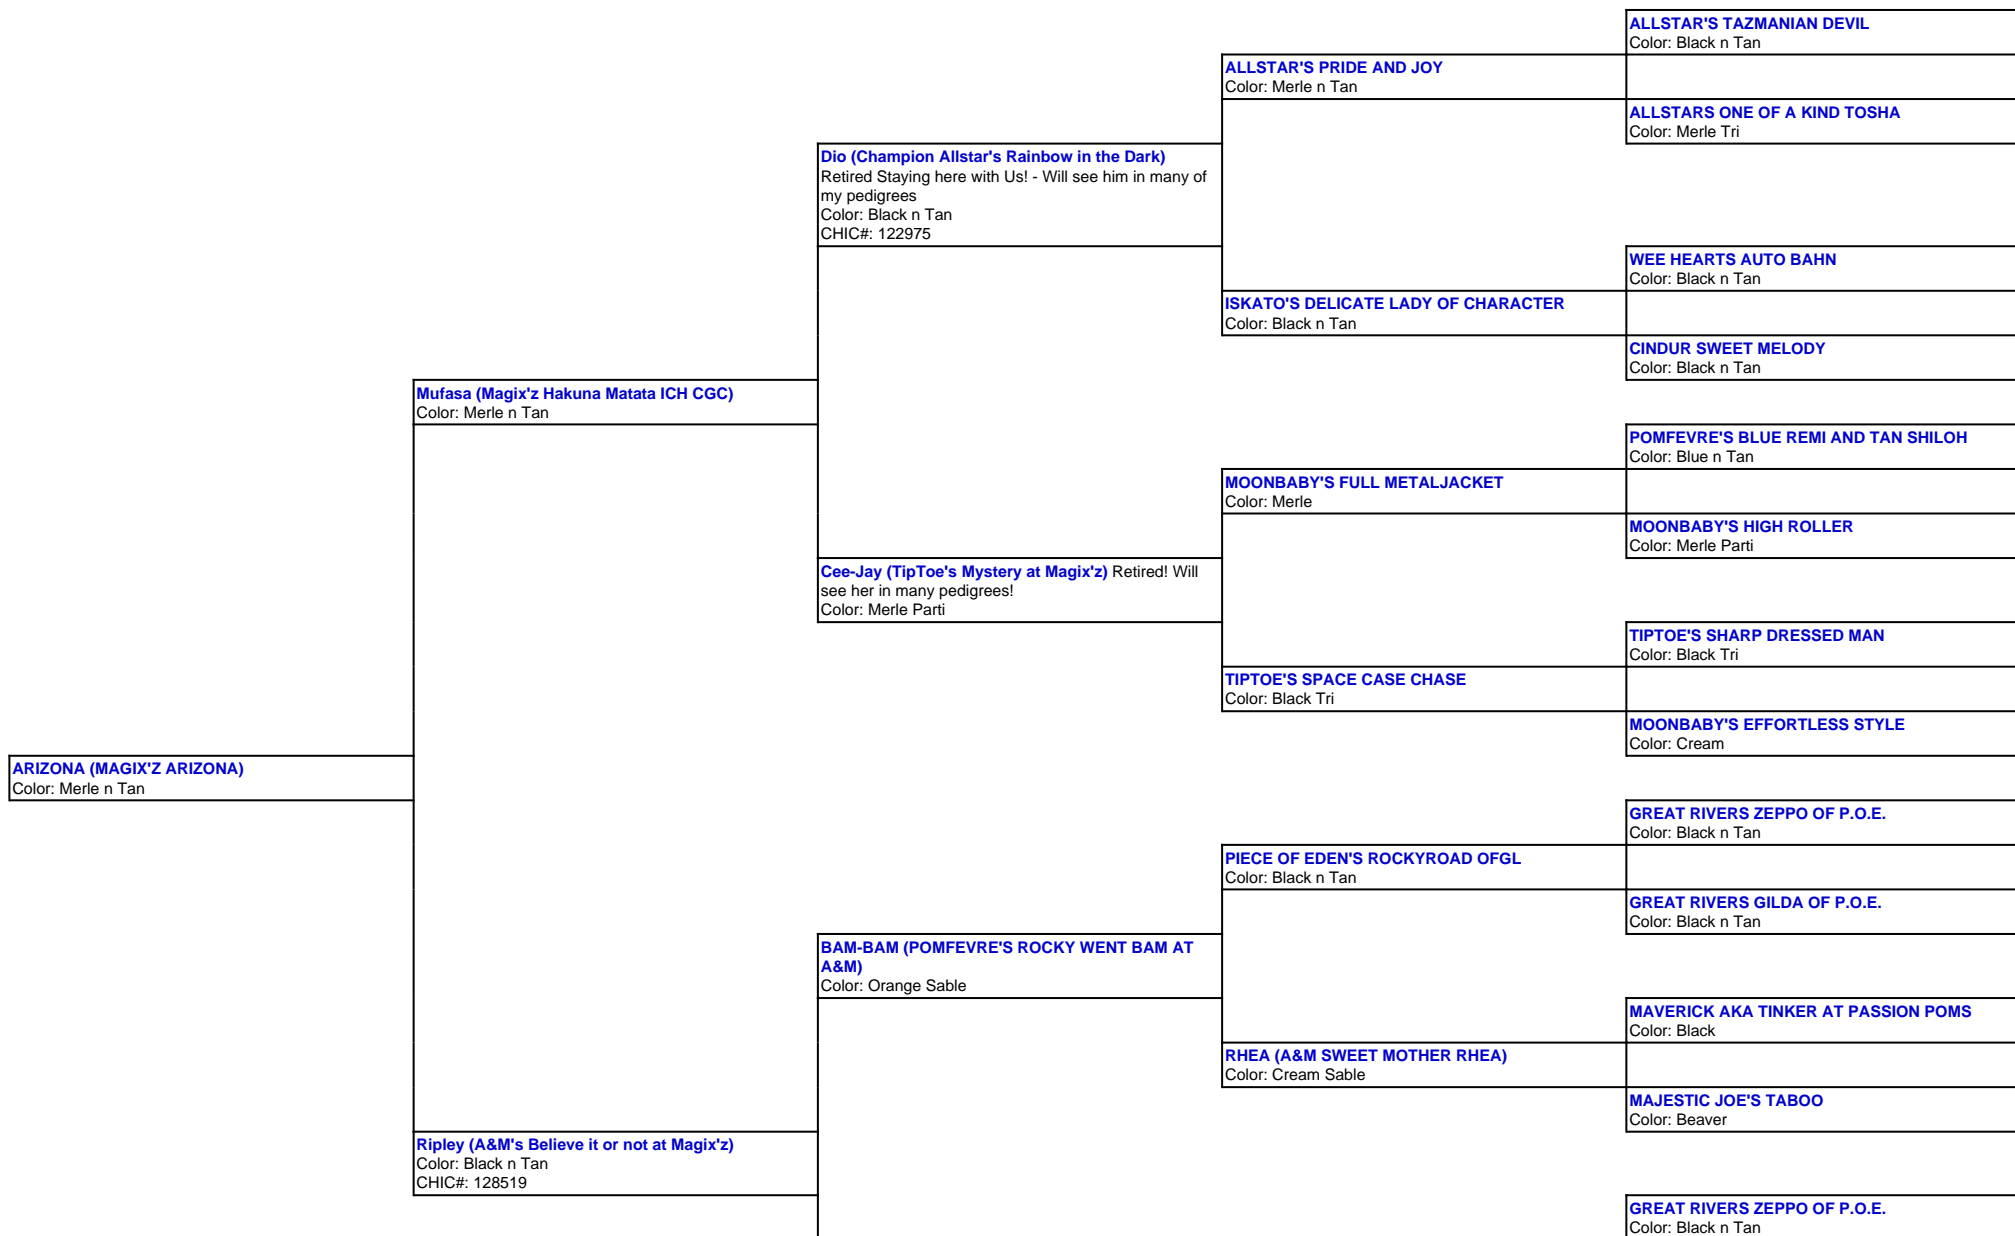 ALLSTAR'S TAZMANIAN DEVIL
Color: Black n Tan
ALLSTAR'S PRIDE AND JOY
Color: Merle n Tan
ALLSTARS ONE OF A KIND TOSHA
Color: Merle Tri
Dio (Champion Allstar's Rainbow in the Dark)
Retired Staying here with Us! - Will see him in many of
my pedigrees
Color: Black n Tan
CHIC#: 122975
WEE HEARTS AUTO BAHN
Color: Black n Tan
ISKATO'S DELICATE LADY OF CHARACTER
Color: Black n Tan
CINDUR SWEET MELODY
Color: Black n Tan
Mufasa (Magix'z Hakuna Matata ICH CGC)
Color: Merle n Tan
POMFEVRE'S BLUE REMI AND TAN SHILOH
Color: Blue n Tan
MOONBABY'S FULL METALJACKET
Color: Merle
MOONBABY'S HIGH ROLLER
Color: Merle Parti
Cee-Jay (TipToe's Mystery at Magix'z) Retired! Will
see her in many pedigrees!
Color: Merle Parti
TIPTOE'S SHARP DRESSED MAN
Color: Black Tri
TIPTOE'S SPACE CASE CHASE
Color: Black Tri
MOONBABY'S EFFORTLESS STYLE
Color: Cream
ARIZONA (MAGIX'Z ARIZONA)
Color: Merle n Tan
GREAT RIVERS ZEPPO OF P.O.E.
Color: Black n Tan
PIECE OF EDEN'S ROCKYROAD OFGL
Color: Black n Tan
GREAT RIVERS GILDA OF P.O.E.
Color: Black n Tan
BAM-BAM (POMFEVRE'S ROCKY WENT BAM AT
A&M)
Color: Orange Sable
MAVERICK AKA TINKER AT PASSION POMS
Color: Black
RHEA (A&M SWEET MOTHER RHEA)
Color: Cream Sable
MAJESTIC JOE'S TABOO
Color: Beaver
Ripley (A&M's Believe it or not at Magix'z)
Color: Black n Tan
CHIC#: 128519
GREAT RIVERS ZEPPO OF P.O.E.
Color: Black n Tan